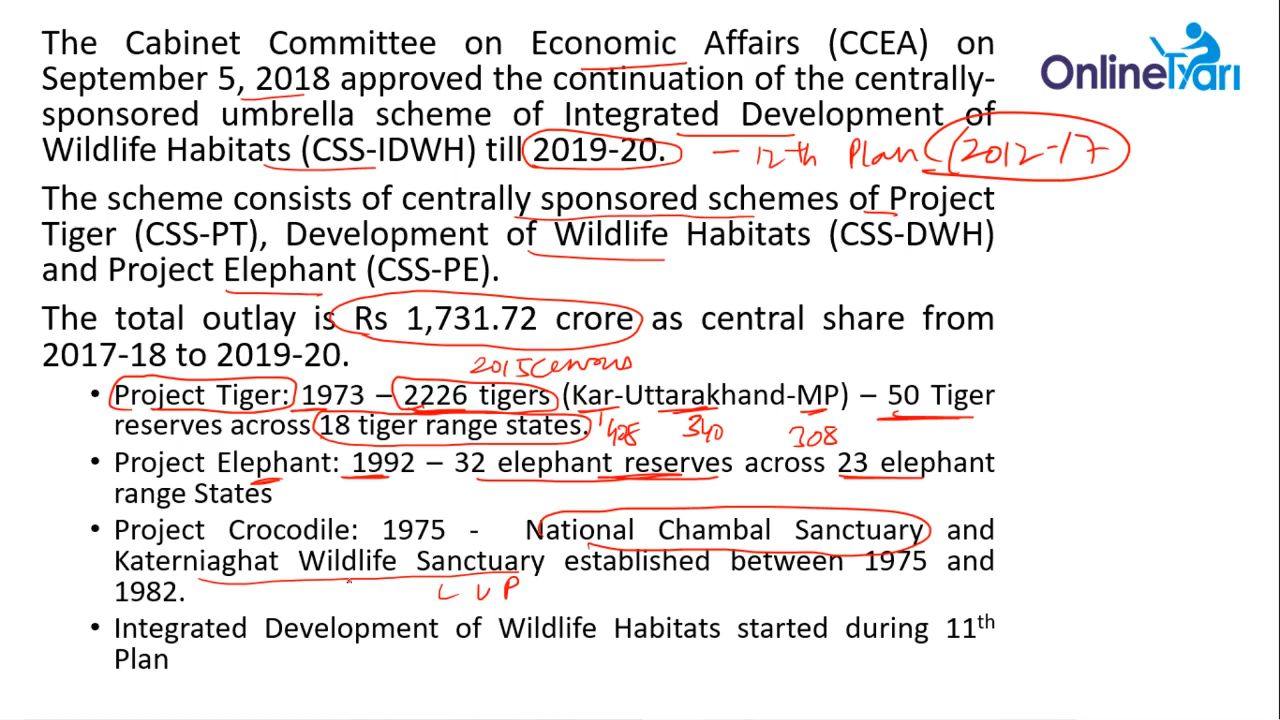 The Cabinet Committee on Economic Affairs (CCEA) on
September 5, 2018 approved the continuation of the centrally-
sponsored umbrella scheme of Integrated Development of
Wildlife Habitats (CSS-IDWH) till 2019-20. – 12th Plan (2012-17
OnlineTyari
The scheme consists of centrally sponsored schemes of Project
Tiger (CSS-PT), Development of Wildlife Habitats (CSS-DWH)
and Project Elephant (CSS-PE).
The total outlay is Rs 1,731.72 crore as central share from
2017-18 to 2019-20.
2015 Census
• Project Tiger: 1973 – 2226 tigers (Kar-Uttarakhand-MP) – 50 Tiger
reserves across 18 tiger range states.
340 308
• Project Elephant: 1992 – 32 elephant reserves across 23 elephant
range States
• Project Crocodile: 1975 - National Chambal Sanctuary and
Katerniaghat Wildlife Sanctuary established between 1975 and
1982.
UP
• Integrated Development of Wildlife Habitats started during 11th
Plan